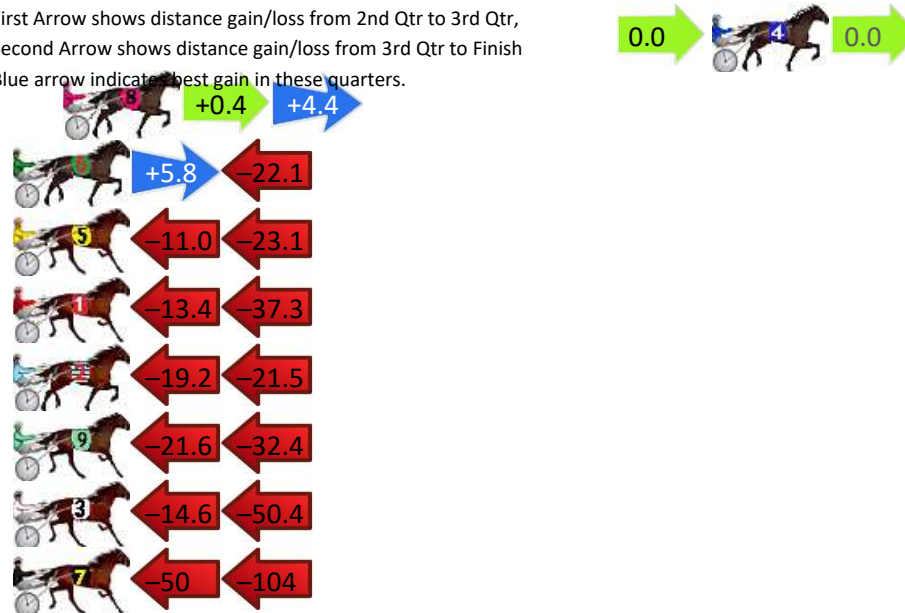 irst Arrow shows distance gain/loss from 2nd Qtr to 3rd Qtr,
econd Arrow shows distance gain/loss from 3rd Qtr to Finish
lue arrow indicates best gain in these quarters.
0.0 4 0.0
8 +0.4 +4.4
6 +5.8 –22.1
5 –11.0 –23.1
1 –13.4 –37.3
2 –19.2 –21.5
9 –21.6 –32.4
3 –14.6 –50.4
7 –50 –104